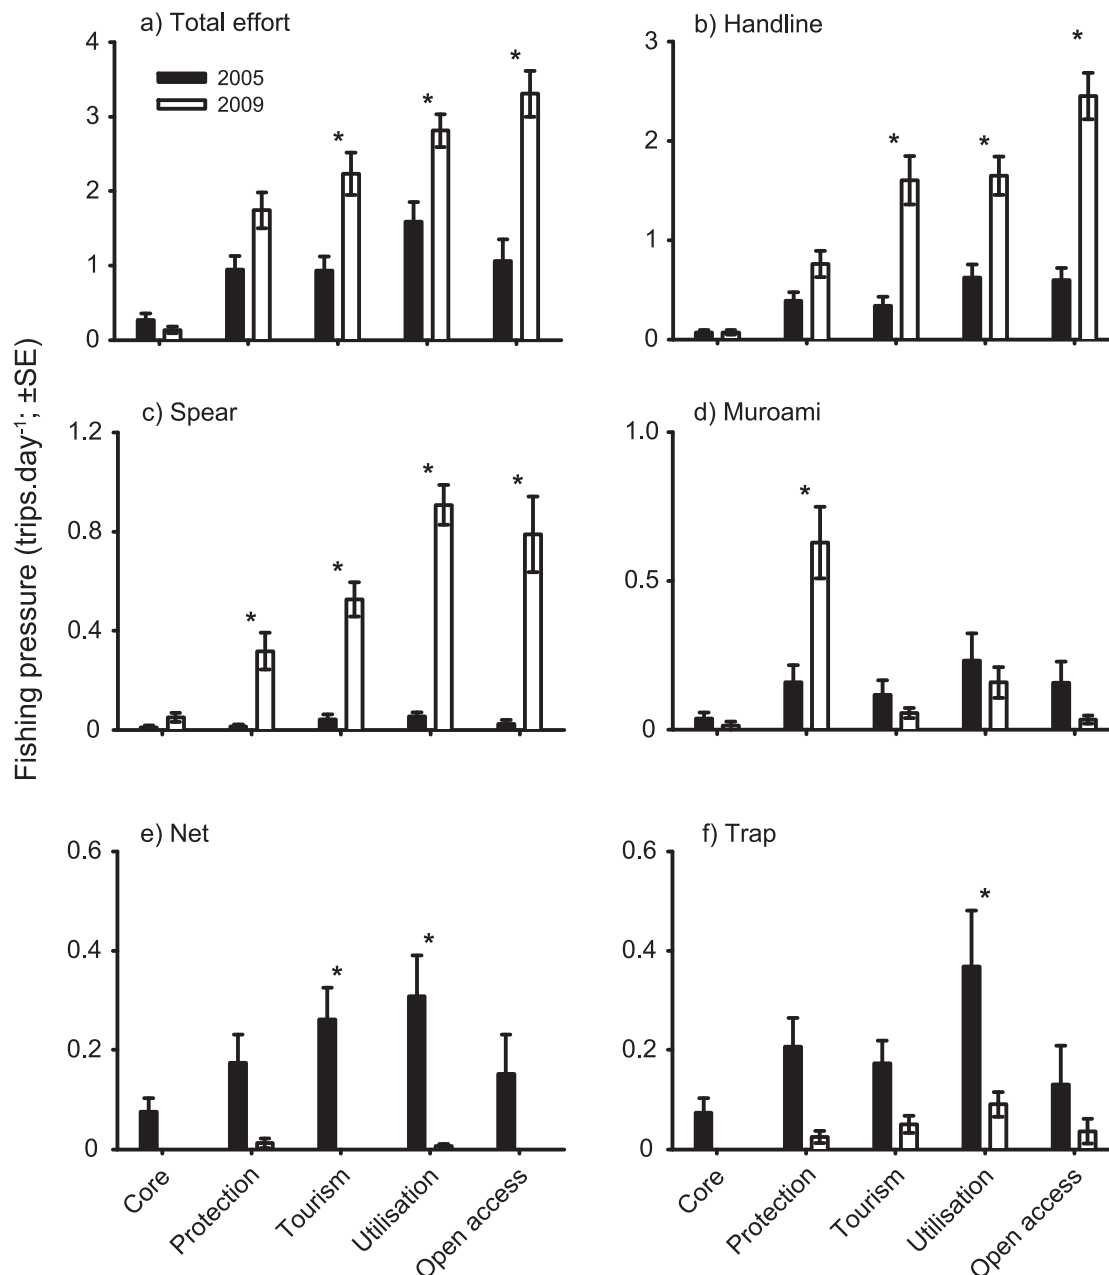 a) Total effort
b) Handline
4
3
2
1
0
2005
2009
*
*
*
3
2
1
0
*
*
*
Fishing pressure (trips.day⁻¹; ±SE)
c) Spear
d) Muroami
1.2
0.8
0.4
0
*
*
*
*
1.0
0.5
0
*
e) Net
f) Trap
0.6
0.4
0.2
0
*
*
0.6
0.4
0.2
0
*
Core
Protection
Tourism
Utilisation
Open access
Core
Protection
Tourism
Utilisation
Open access